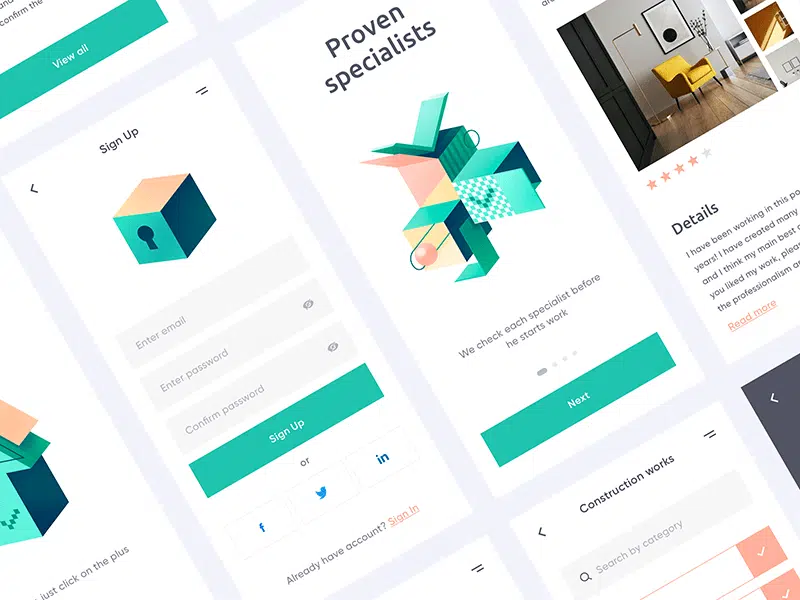 confirm the
View all
Sign Up
Enter email
Enter password
Confirm password
Sign Up
or
f
in
Already have account? Sign In
just click on the plus
Proven
specialists
We check each specialist before
he starts work
Next
Details
I have been working in this
years! I have created many
and I think my main best
you liked my work,
the professionalism
Read more
Construction works
Search by category